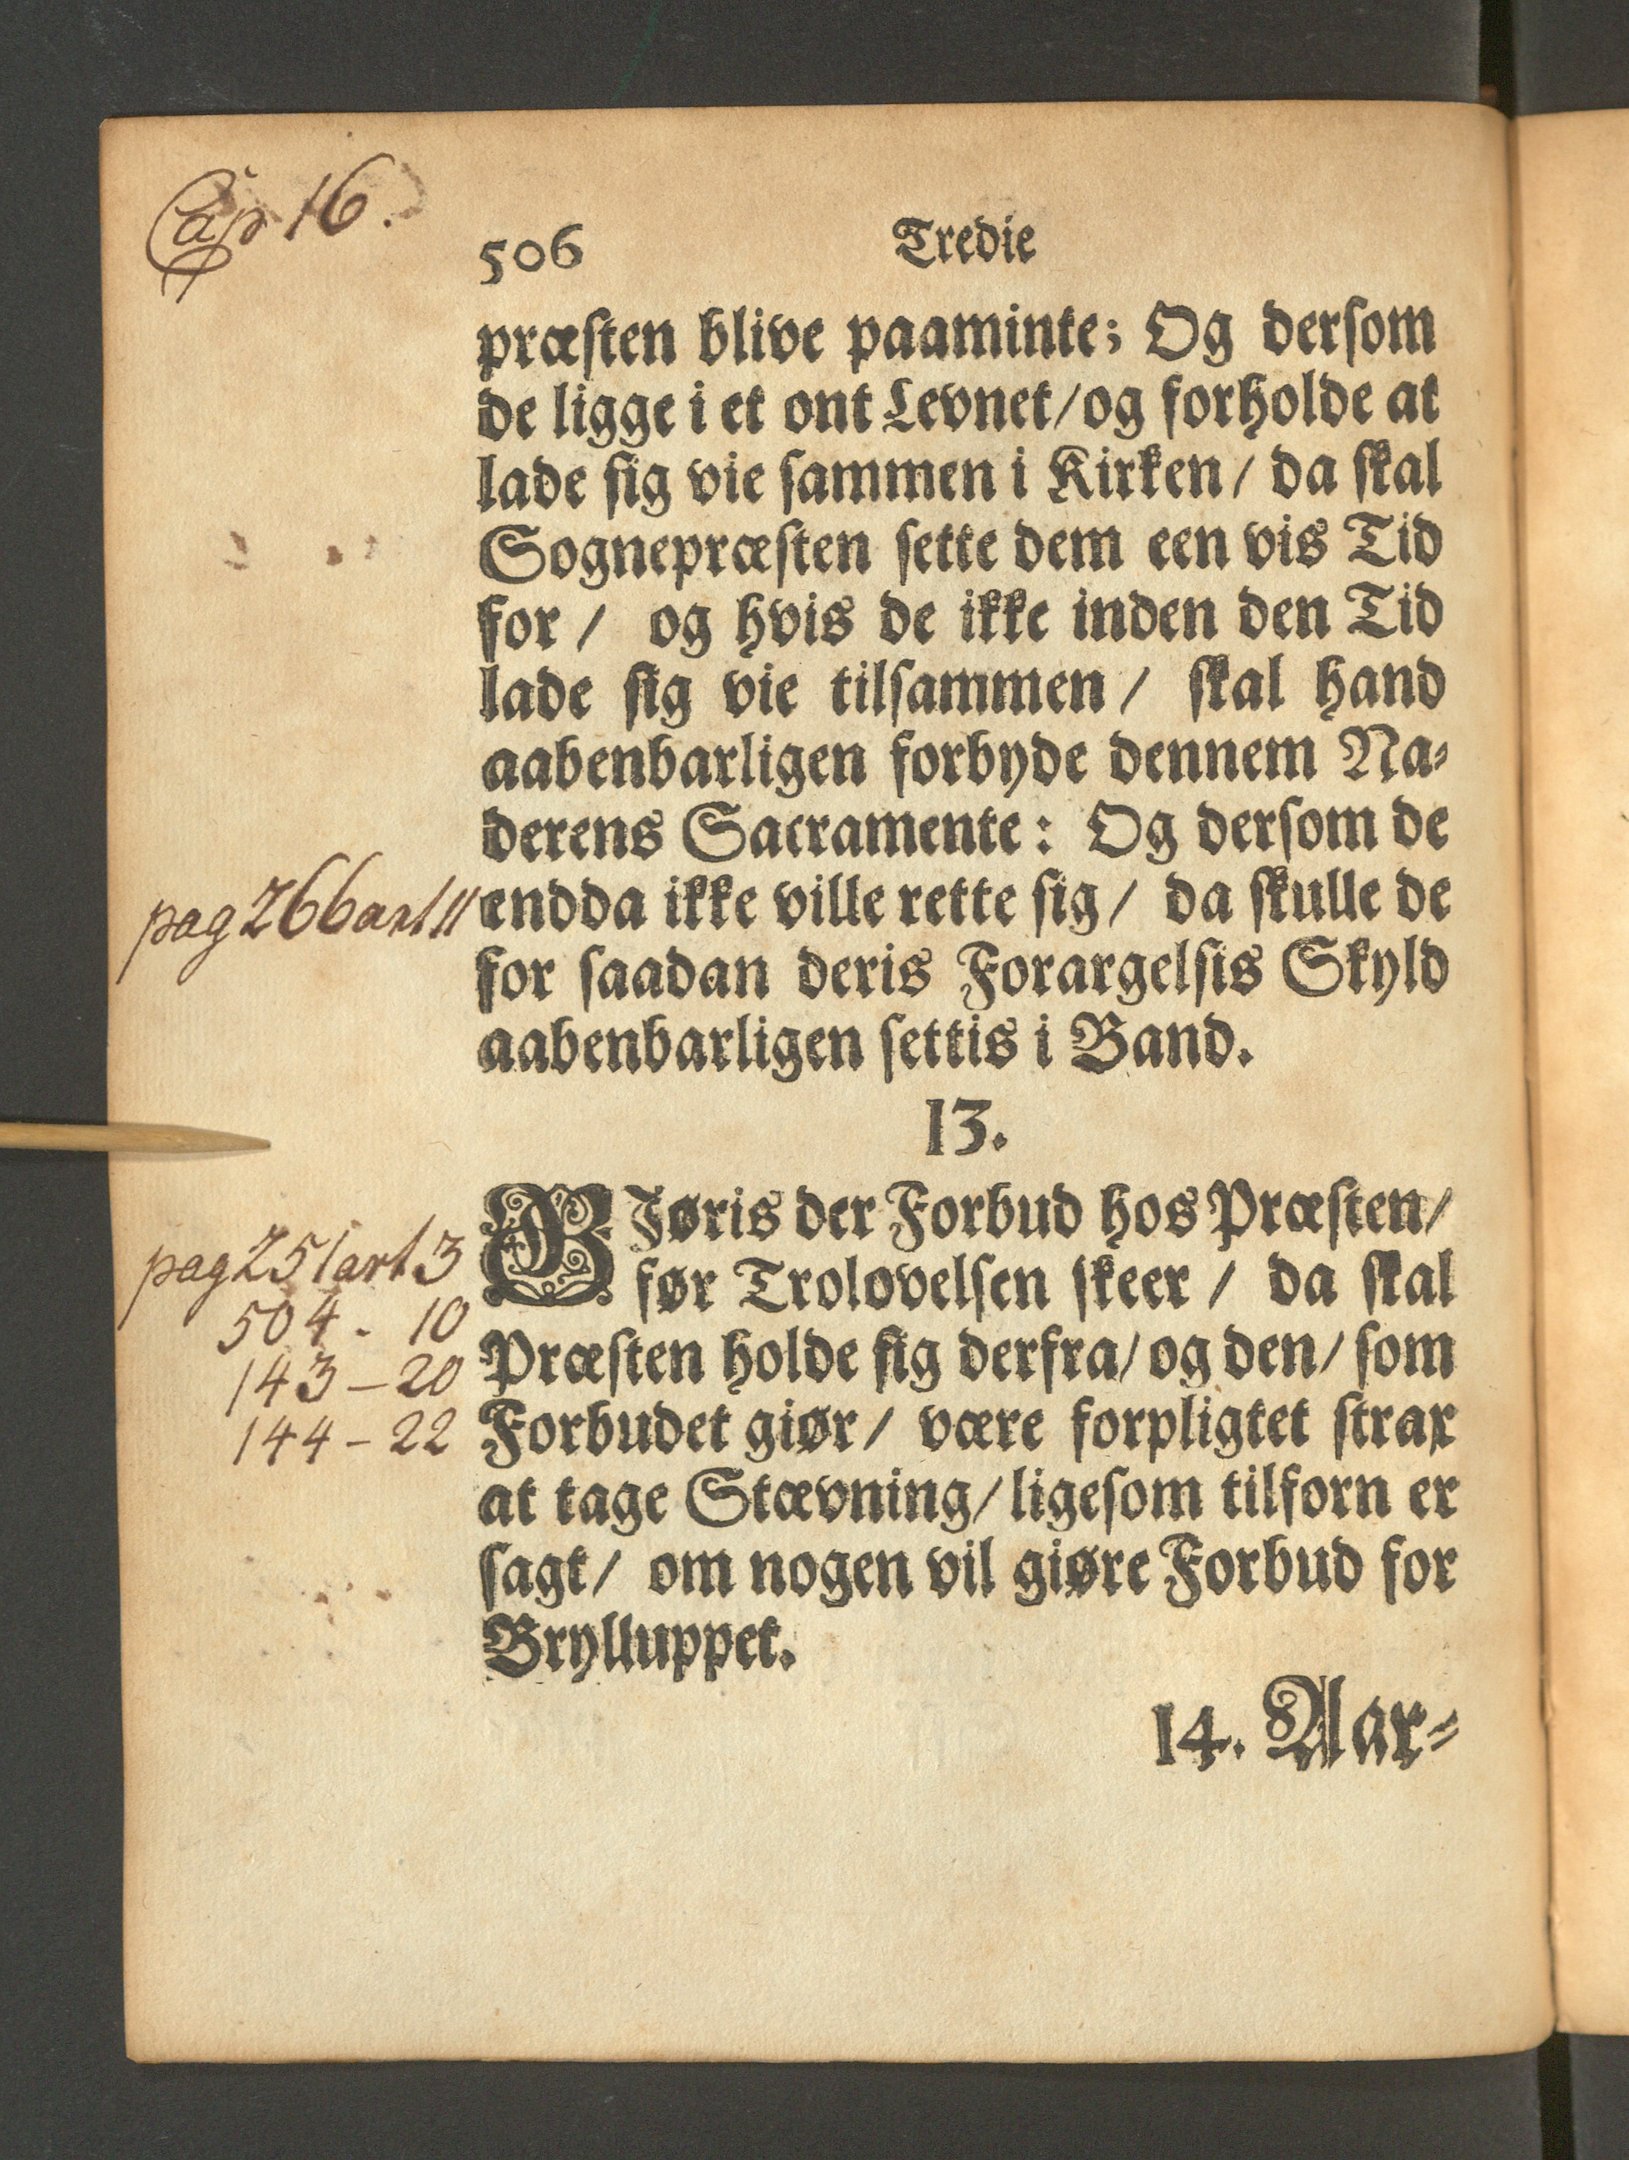 Cap 16.
506 Tredie
præsten blive paaminte; Og dersom
de ligge i et ont Levnet/og forholde at
lade sig vie sammen i Kirken/ da skal
Sognepræsten sette dem een vis Tid
for / og hvis de ikke inden den Tid
lade sig vie tilsammen / skal hand
aabenbarligen forbyde dennem Na-
derens Sacramente: Og dersom de
pag 266 art 11 endda ikke ville rette sig / da skulle de
for saadan deris Forargelsis Skyld
aabenbarligen settis i Band.
13.
GJøris der Forbud hos Præsten/
pag 251 art 3 før Trolovelsen skeer / da skal
504 - 10
143 - 20 Præsten holde sig derfra/ og den/ som
144 - 22 Forbudet giør/ være forpligtet strax
at tage Stævning/ ligesom tilforn er
sagt/ om nogen vil giøre Forbud for
Brylluppet.
14. Aar-